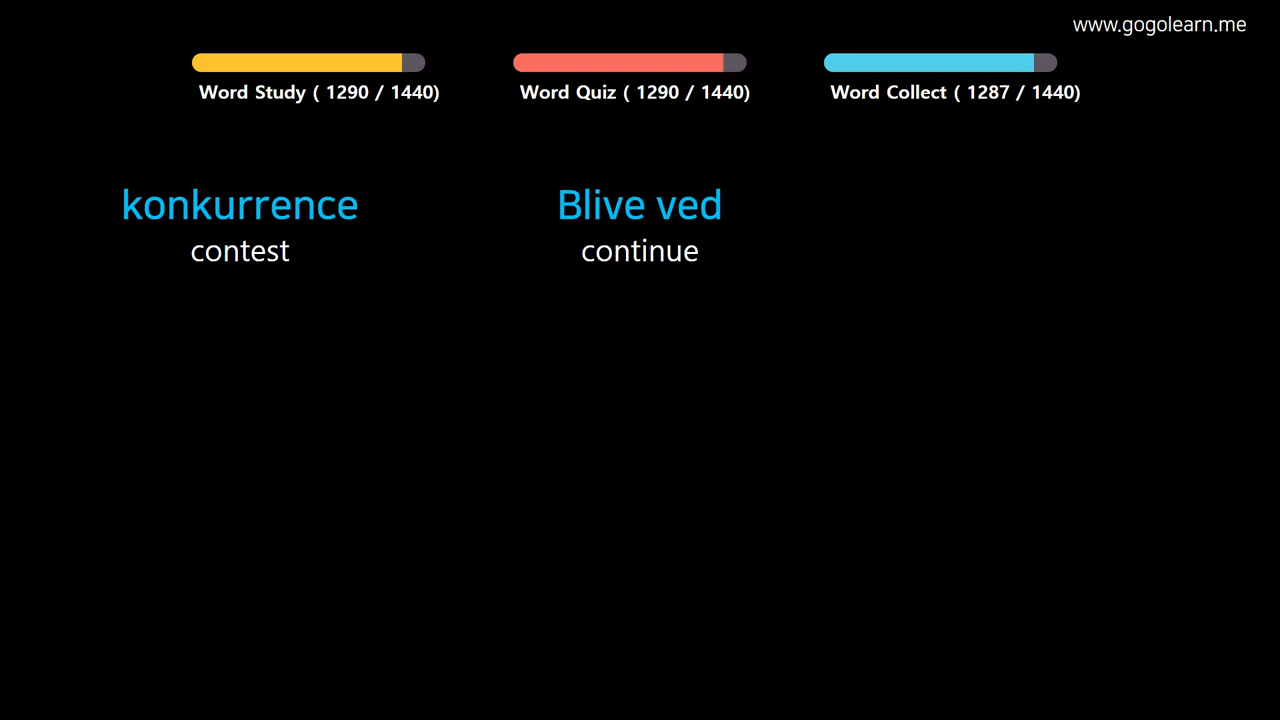 www.gogolearn.me
Word Study ( 1290 / 1440)
Word Quiz ( 1290 / 1440)
Word Collect ( 1287 / 1440)
konkurrence
contest
Blive ved
continue